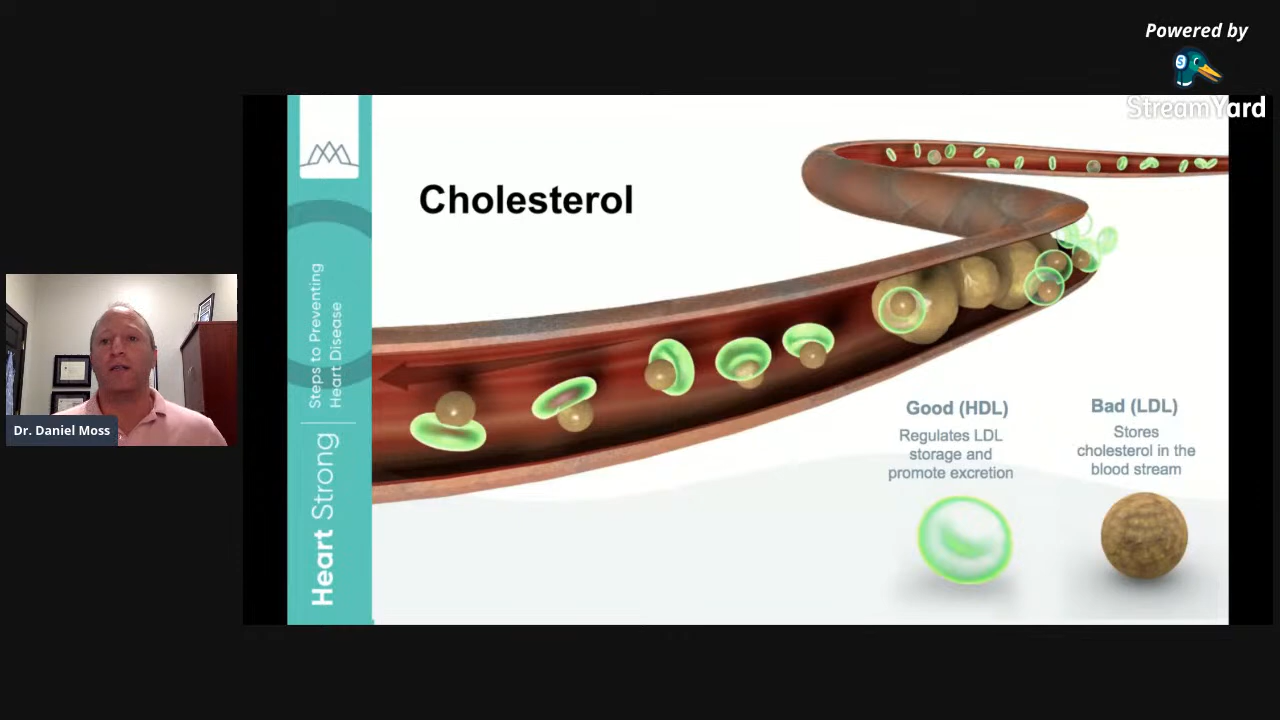 Powered by
StreamYard
Cholesterol
Steps to Preventing
Heart Disease
Heart Strong
Good (HDL)
Regulates LDL
storage and
promote excretion
Bad (LDL)
Stores
cholesterol in the
blood stream
Dr. Daniel Moss